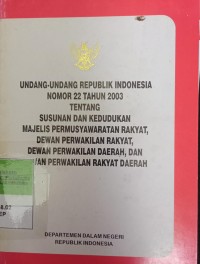 UNDANG-UNDANG REPUBLIK INDONESIA
NOMOR 22 TAHUN 2003
TENTANG
SUSUNAN DAN KEDUDUKAN
MAJELIS PERMUSYAWARATAN RAKYAT,
DEWAN PERWAKILAN RAKYAT,
DEWAN PERWAKILAN DAERAH, DAN
PERWAKILAN RAKYAT DAERAH
DEPARTEMEN DALAM NEGERI
REPUBLIK INDONESIA